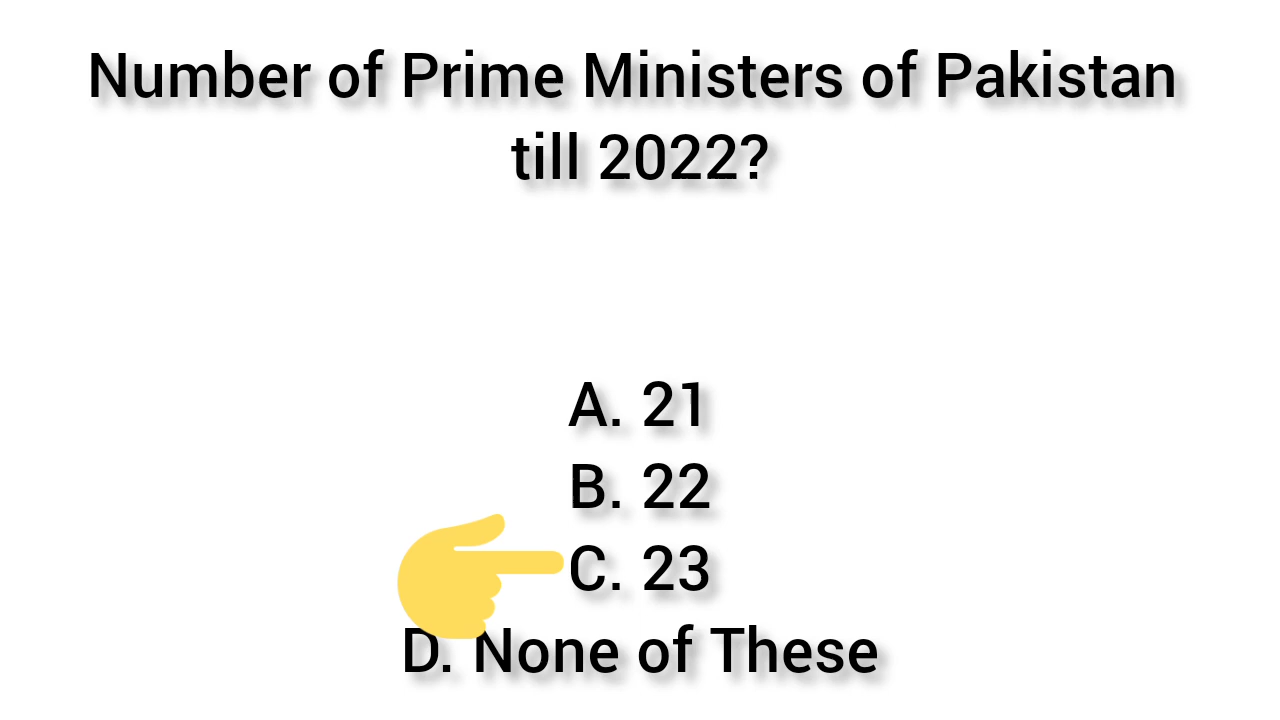 Number of Prime Ministers of Pakistan
till 2022?
A. 21
B. 22
C. 23
D. None of These